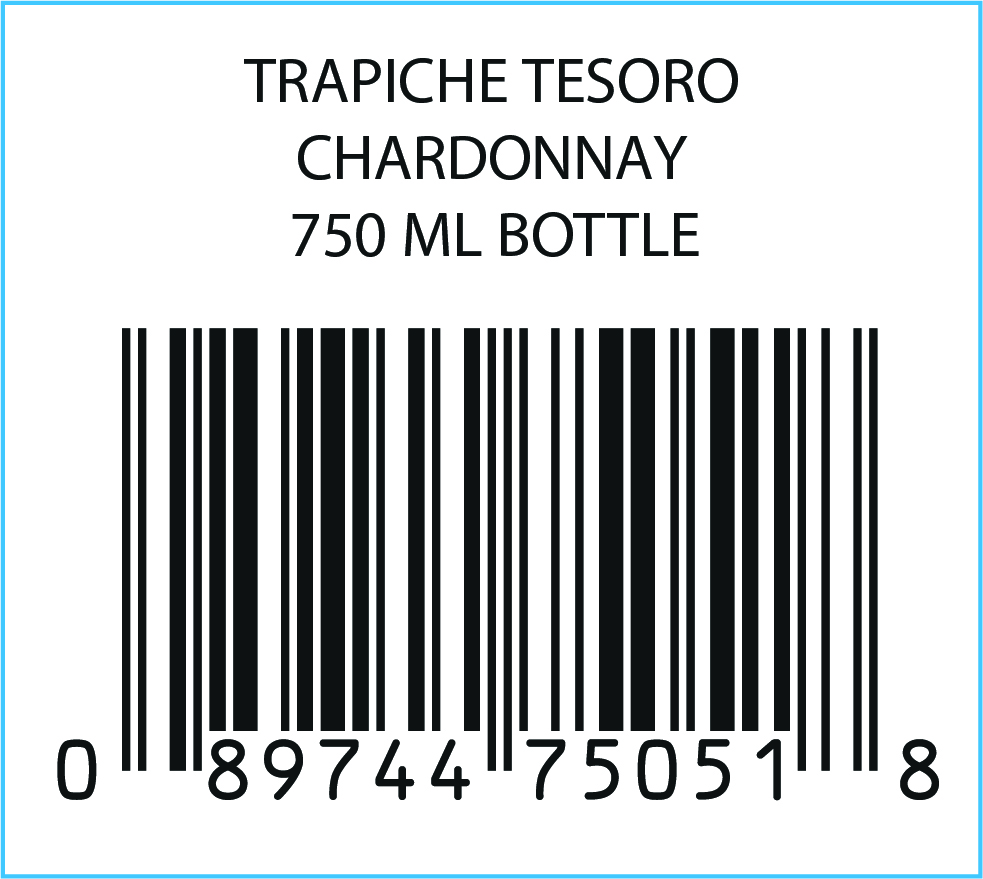 TRAPICHE TESORO
CHARDONNAY
750 ML BOTTLE
0 89744 75051 8